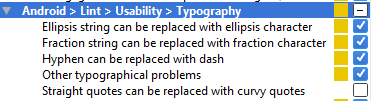 Android > Lint > Usability > Typography
Ellipsis string can be replaced with ellipsis character
Fraction string can be replaced with fraction character
Hyphen can be replaced with dash
Other typographical problems
Straight quotes can be replaced with curvy quotes